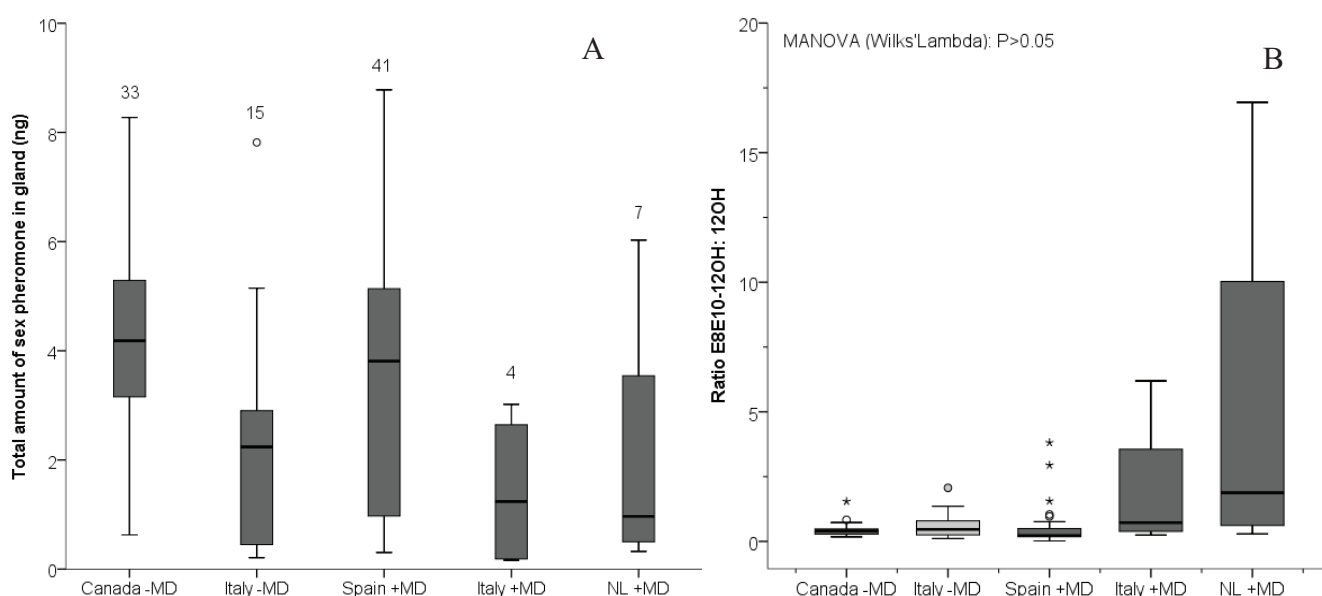 A
Total amount of sex pheromone in gland (ng)
10
8
6
4
2
0
33
15
41
4
7
Canada -MD
Italy -MD
Spain +MD
Italy +MD
NL +MD
B
MANOVA (Wilks'Lambda): P>0.05
Ratio E8E10-12OH: 12OH
20
15
10
5
0
Canada -MD
Italy -MD
Spain +MD
Italy +MD
NL +MD